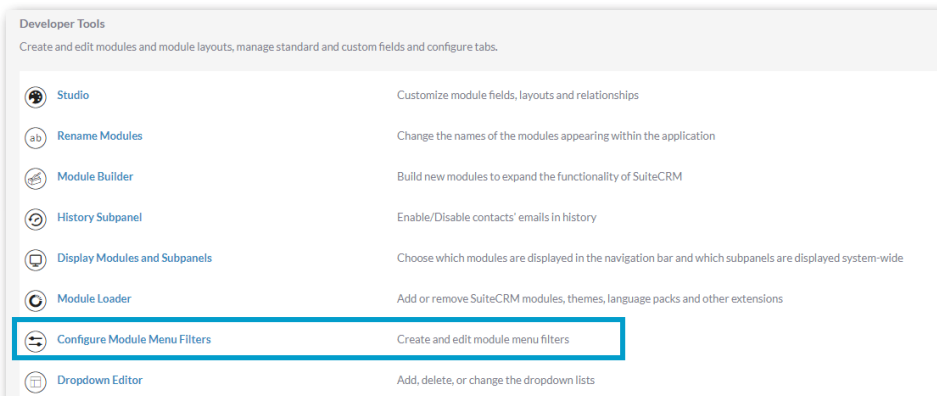 Developer Tools
Create and edit modules and module layouts, manage standard and custom fields and configure tabs.
Studio Customize module fields, layouts and relationships
ab Rename Modules Change the names of the modules appearing within the application
Module Builder Build new modules to expand the functionality of SuiteCRM
History Subpanel Enable/Disable contacts' emails in history
Display Modules and Subpanels Choose which modules are displayed in the navigation bar and which subpanels are displayed system-wide
Module Loader Add or remove SuiteCRM modules, themes, language packs and other extensions
Configure Module Menu Filters Create and edit module menu filters
Dropdown Editor Add, delete, or change the dropdown lists